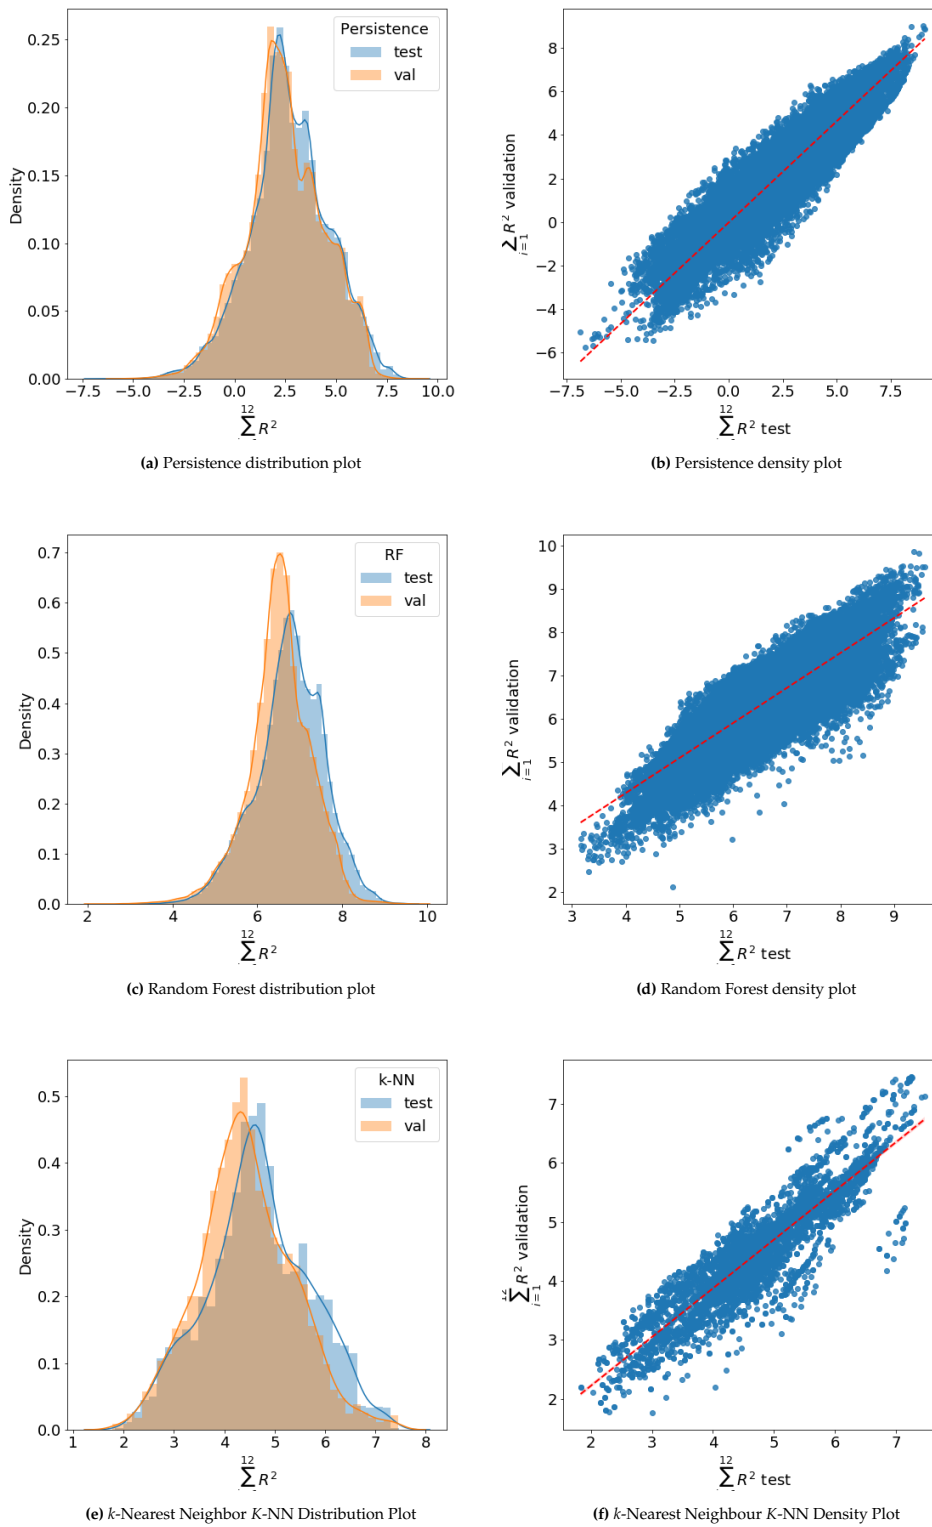 Persistence
test
val
0.25
0.20
0.15
0.10
0.05
0.00
Density
−7.5 −5.0 −2.5 0.0 2.5 5.0 7.5 10.0
12
∑ R²
(a) Persistence distribution plot
8
6
4
2
0
−2
−4
−6
∑ R² validation
i=1
−7.5 −5.0 −2.5 0.0 2.5 5.0 7.5
12
∑ R² test
(b) Persistence density plot
RF
test
val
0.7
0.6
0.5
0.4
0.3
0.2
0.1
0.0
Density
2 4 6 8 10
12
∑ R²
(c) Random Forest distribution plot
10
9
8
7
6
5
4
3
2
∑ R² validation
i=1
3 4 5 6 7 8 9
12
∑ R² test
(d) Random Forest density plot
k-NN
test
val
0.5
0.4
0.3
0.2
0.1
0.0
Density
1 2 3 4 5 6 7 8
12
∑ R²
(e) k-Nearest Neighbor K-NN Distribution Plot
7
6
5
4
3
2
12
∑ R² validation
i=1
2 3 4 5 6 7
12
∑ R² test
(f) k-Nearest Neighbour K-NN Density Plot